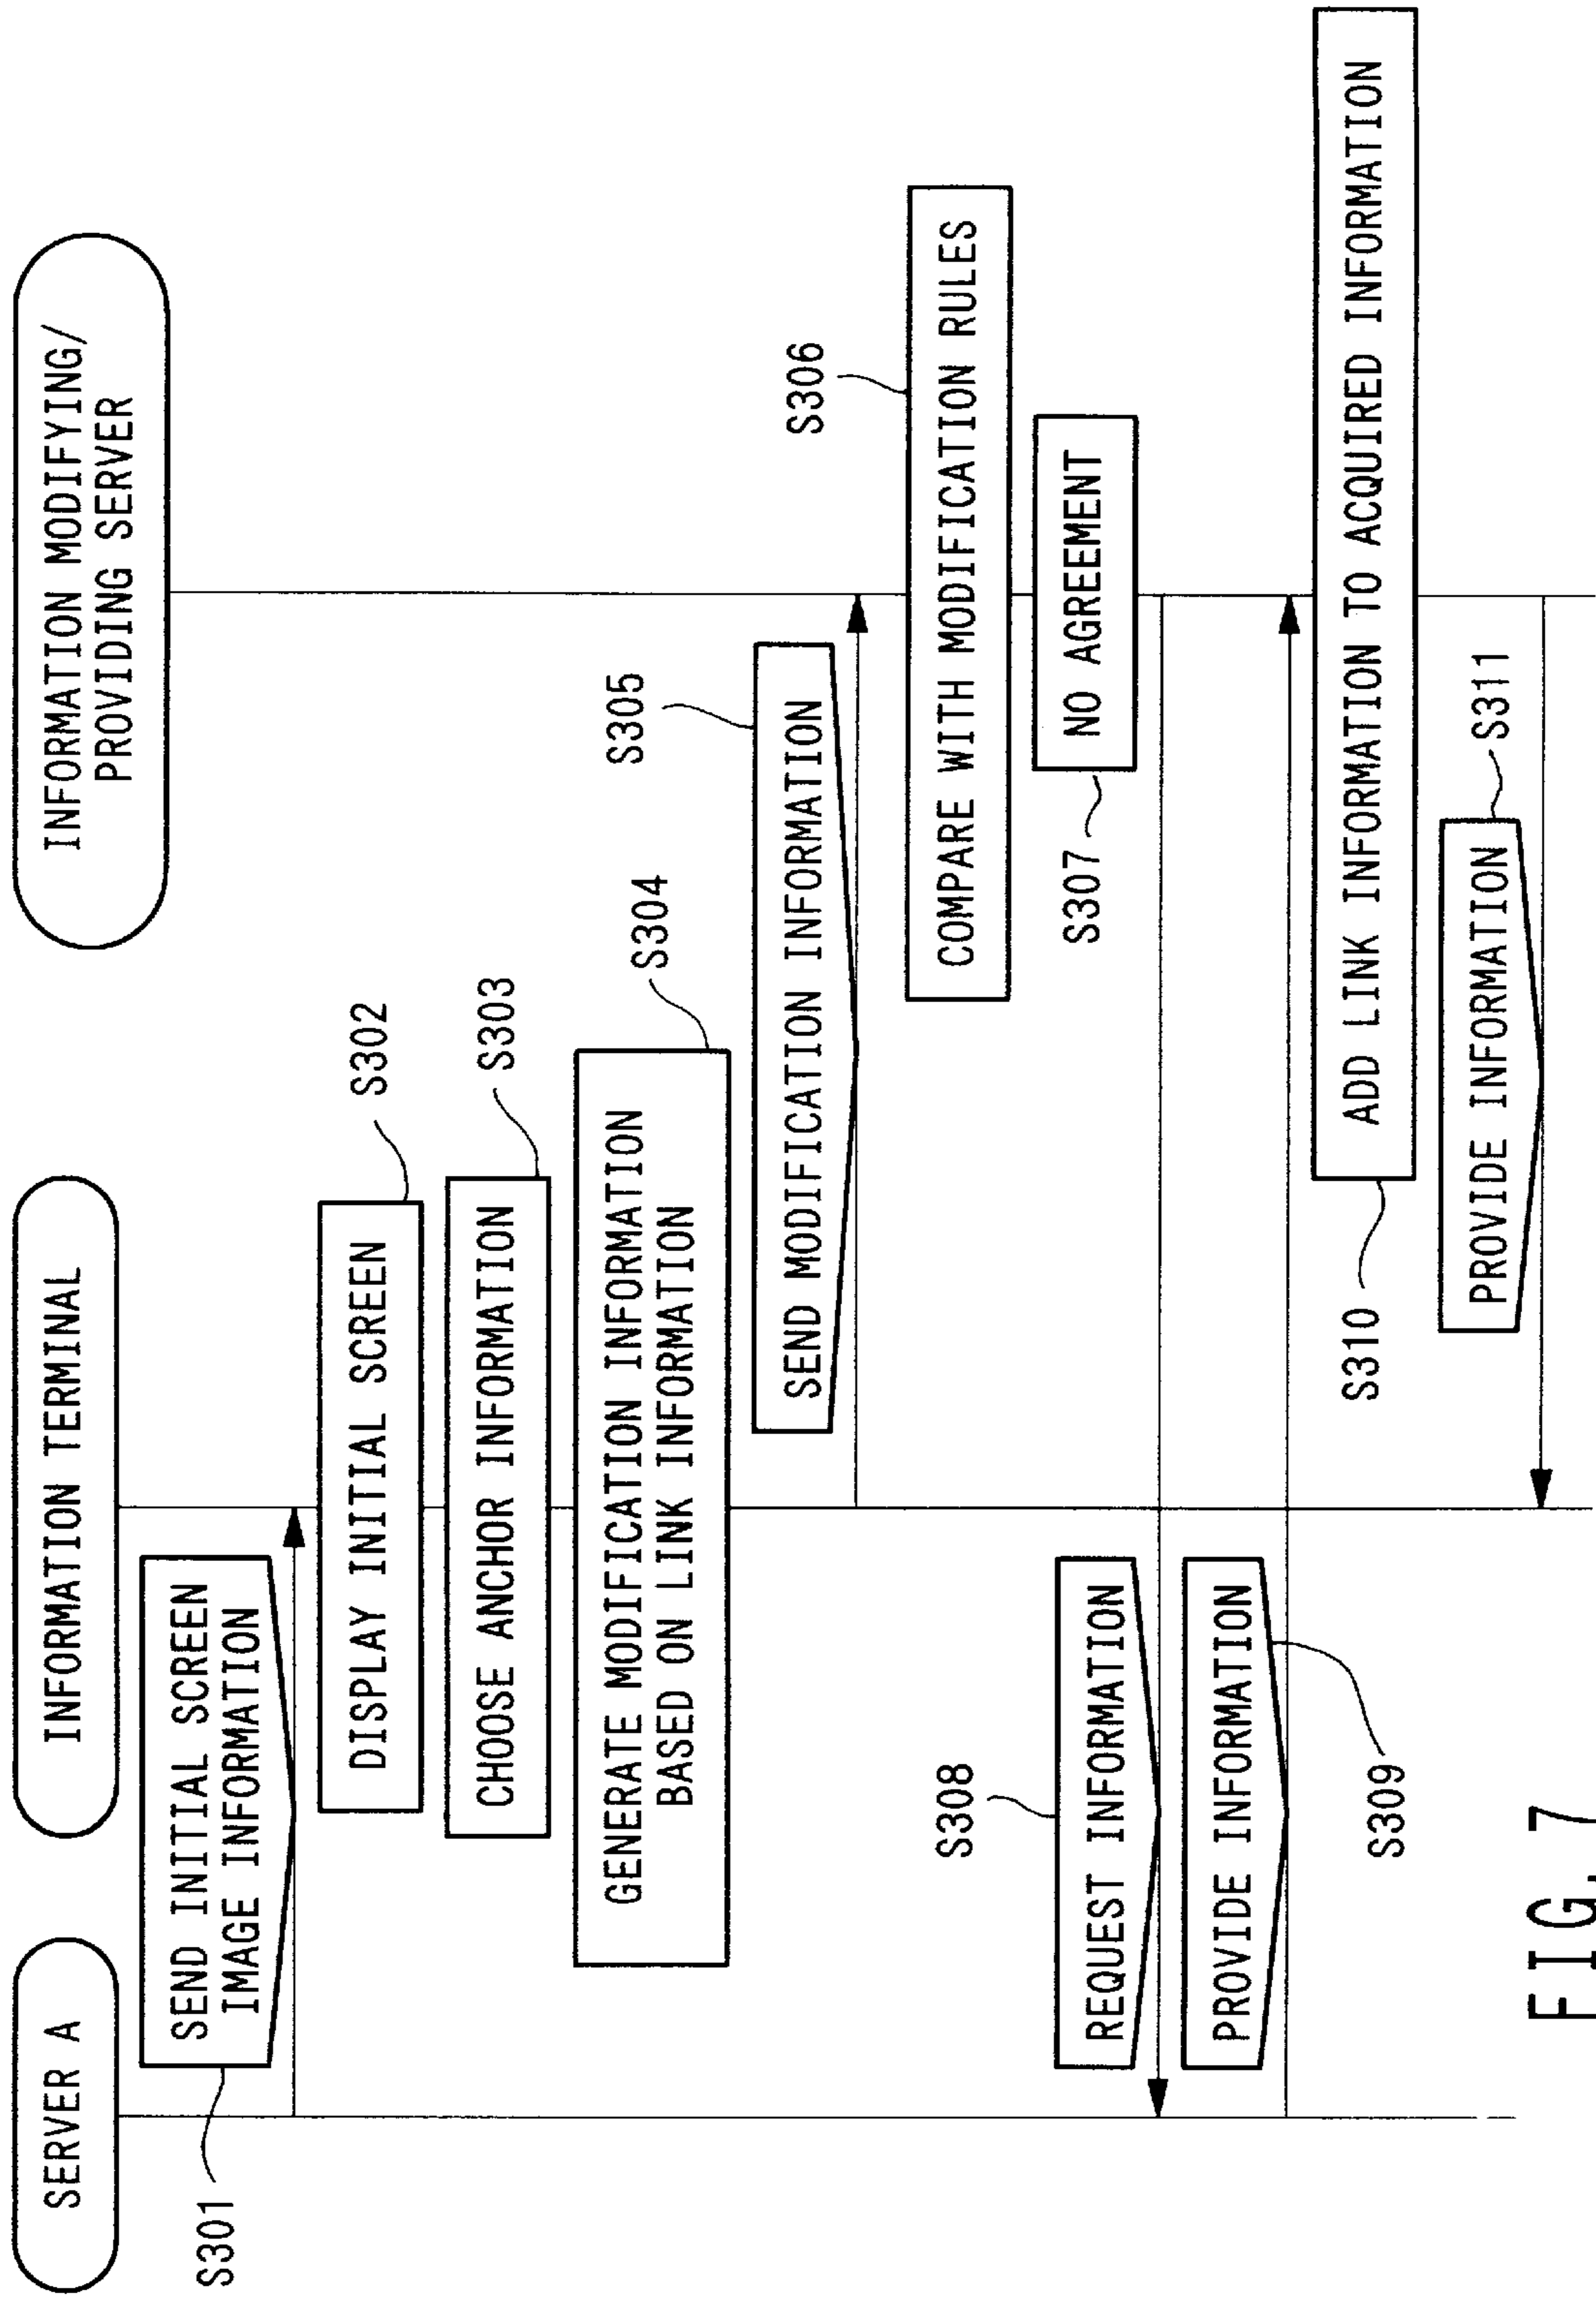 SERVER A
INFORMATION TERMINAL
INFORMATION MODIFYING/
PROVIDING SERVER
S301
SEND INITIAL SCREEN
IMAGE INFORMATION
DISPLAY INITIAL SCREEN
S302
CHOOSE ANCHOR INFORMATION
S303
GENERATE MODIFICATION INFORMATION
BASED ON LINK INFORMATION
S304
SEND MODIFICATION INFORMATION
S305
COMPARE WITH MODIFICATION RULES
S306
NO AGREEMENT
S307
REQUEST INFORMATION
S308
PROVIDE INFORMATION
S309
ADD LINK INFORMATION TO ACQUIRED INFORMATION
S310
PROVIDE INFORMATION
S311
FIG. 7